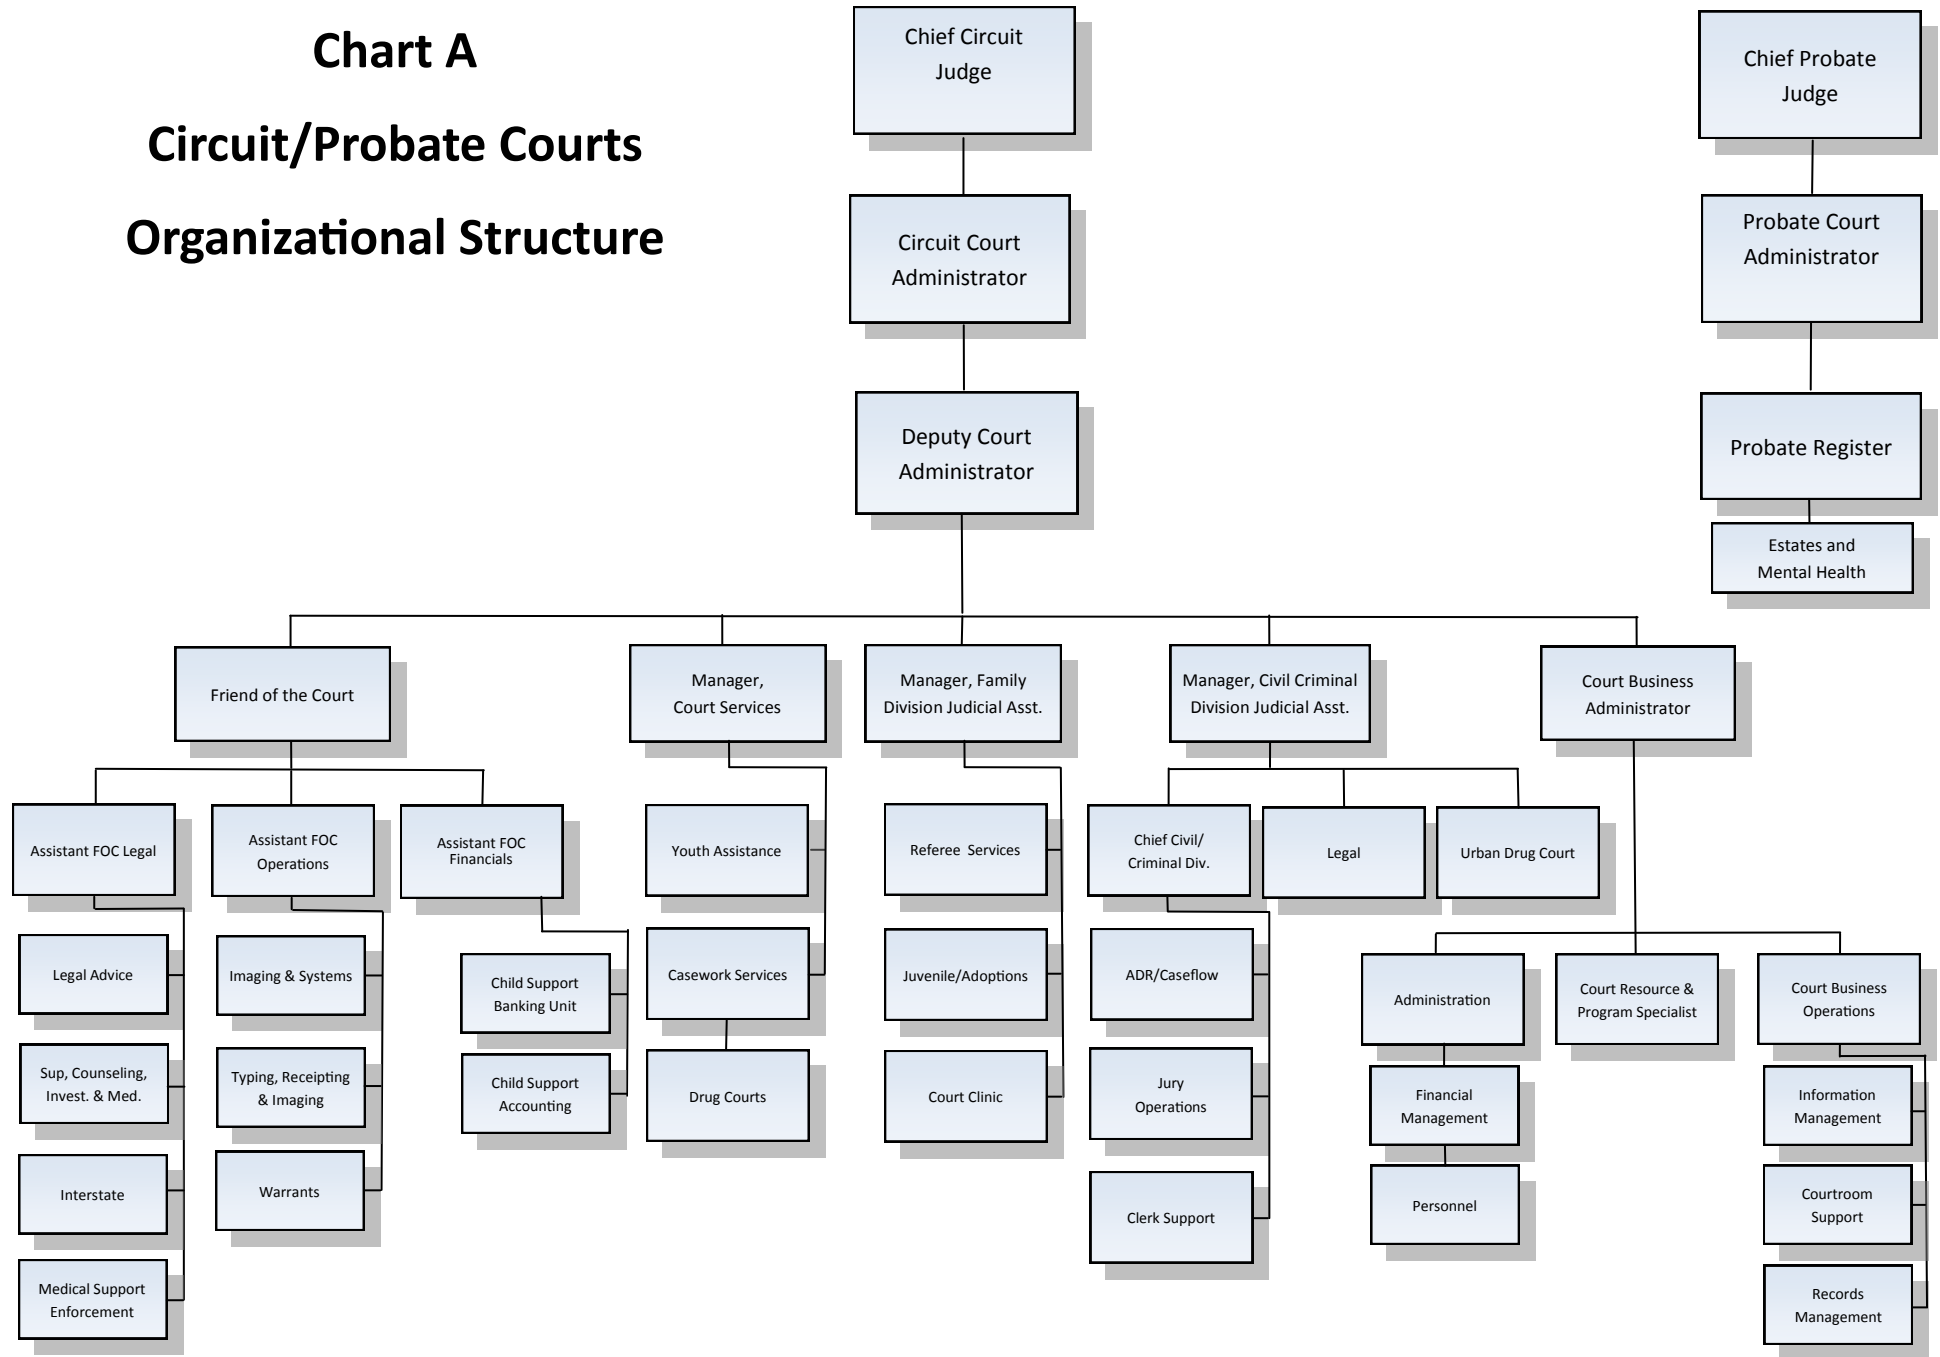 Chart A
Circuit/Probate Courts
Organizational Structure
Chief Circuit
Judge
Chief Probate
Judge
Circuit Court
Administrator
Probate Court
Administrator
Deputy Court
Administrator
Probate Register
Estates and
Mental Health
Friend of the Court
Manager,
Court Services
Manager, Family
Division Judicial Asst.
Manager, Civil Criminal
Division Judicial Asst.
Court Business
Administrator
Assistant FOC Legal
Assistant FOC
Operations
Assistant FOC
Financials
Youth Assistance
Referee  Services
Chief Civil/
Criminal Div.
Legal
Urban Drug Court
Legal Advice
Imaging & Systems
Child Support
Banking Unit
Casework Services
Juvenile/Adoptions
ADR/Caseflow
Administration
Court Resource &
Program Specialist
Court Business
Operations
Sup, Counseling,
Invest. & Med.
Typing, Receipting
& Imaging
Child Support
Accounting
Drug Courts
Court Clinic
Jury
Operations
Financial
Management
Information
Management
Interstate
Warrants
Clerk Support
Personnel
Courtroom
Support
Medical Support
Enforcement
Records
Management